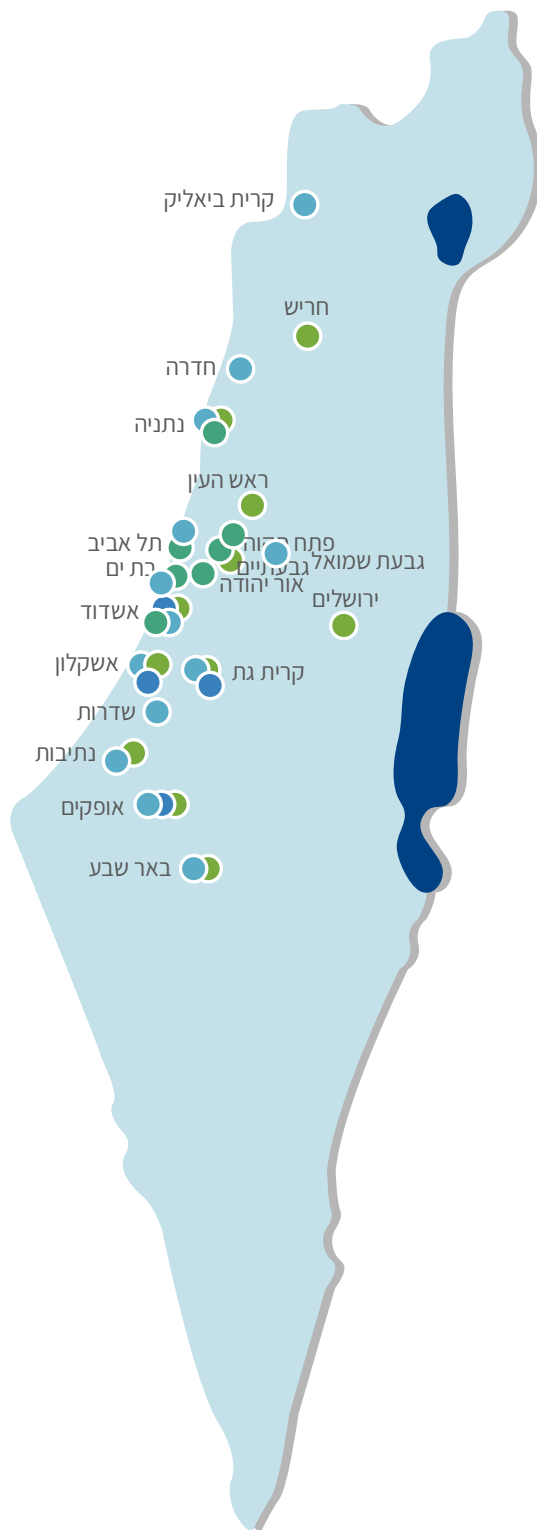 קרית ביאליק
חריש
חדרה
נתניה
ראש העין
תל אביב
פתח תקוה
גבעת שמואל
בת ים
גבעתיים
אור יהודה
ירושלים
אשדוד
אשקלון
קרית גת
שדרות
נתיבות
אופקים
באר שבע